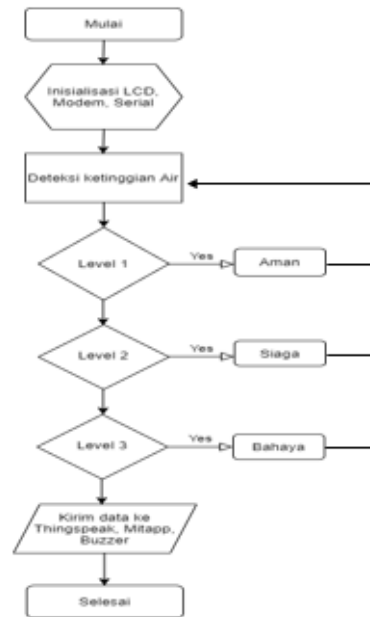 Mulai
Inisialisasi LCD,
Modem, Serial
Deteksi ketinggian Air
Level 1
Yes
Aman
Level 2
Yes
Siaga
Level 3
Yes
Bahaya
Kirim data ke
Thingspeak, Mitapp,
Buzzer
Selesai